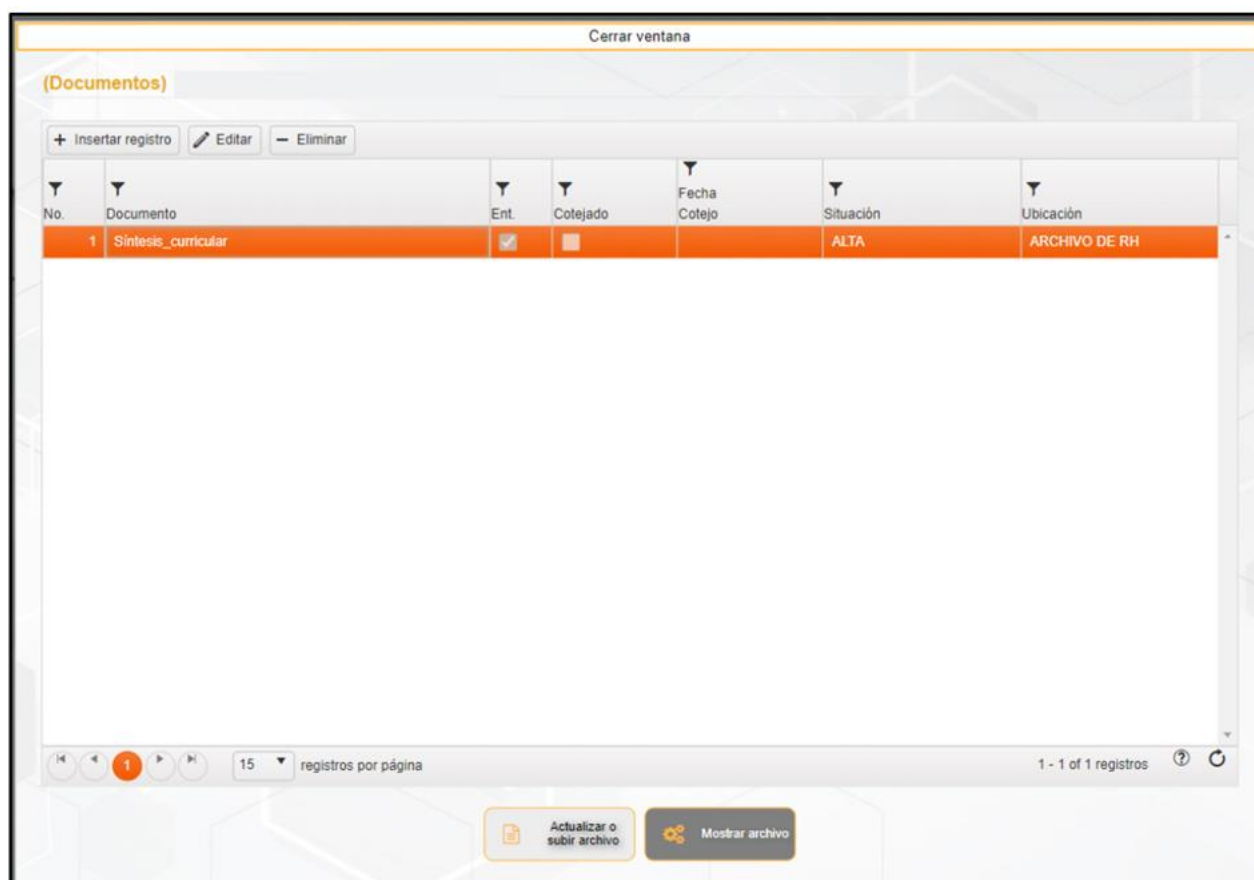 Cerrar ventana
(Documentos)
+ Insertar registro Editar − Eliminar
No. Documento Ent. Cotejado Fecha Cotejo Situación Ubicación
1 Síntesis_curricular ALTA ARCHIVO DE RH
1 15 registros por página 1 - 1 of 1 registros
Actualizar o
subir archivo
Mostrar archivo